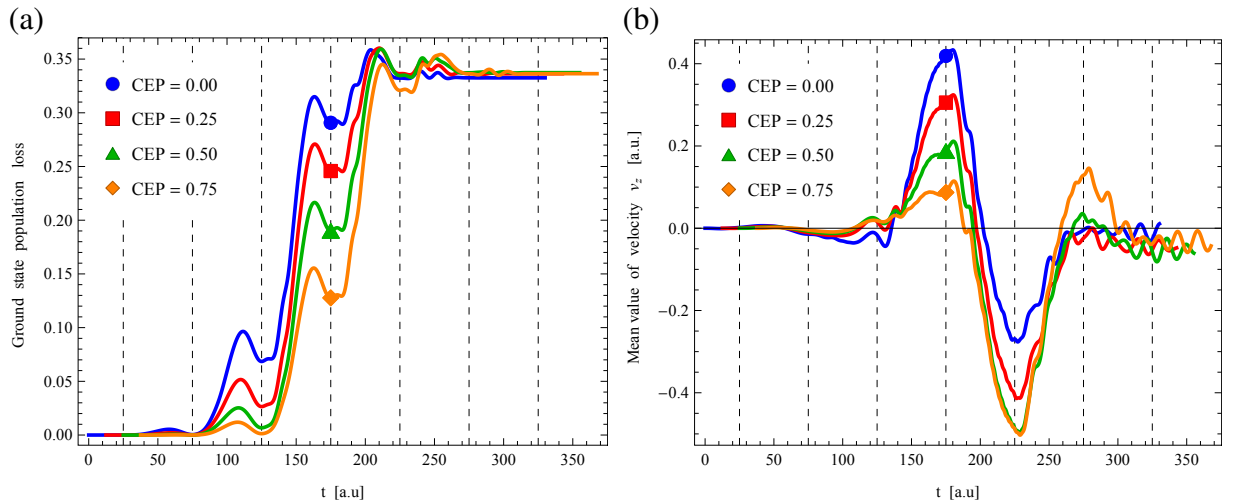 (a)
Ground state population loss
0.35
0.30
0.25
0.20
0.15
0.10
0.05
0.00
CEP = 0.00
CEP = 0.25
CEP = 0.50
CEP = 0.75
0 50 100 150 200 250 300 350
t [a.u]
(b)
Mean value of velocity v_z [a.u.]
0.4
0.2
0.0
−0.2
−0.4
CEP = 0.00
CEP = 0.25
CEP = 0.50
CEP = 0.75
0 50 100 150 200 250 300 350
t [a.u]